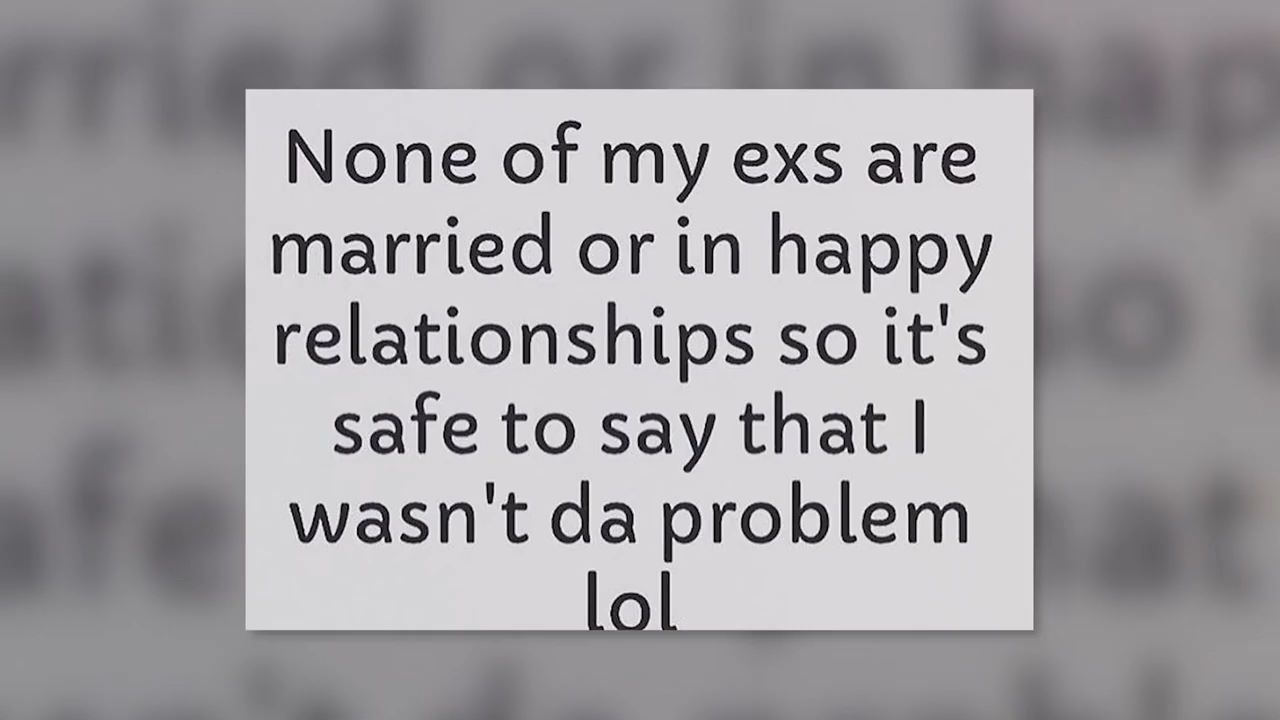 None of my exs are
married or in happy
relationships so it's
safe to say that I
wasn't da problem
lol